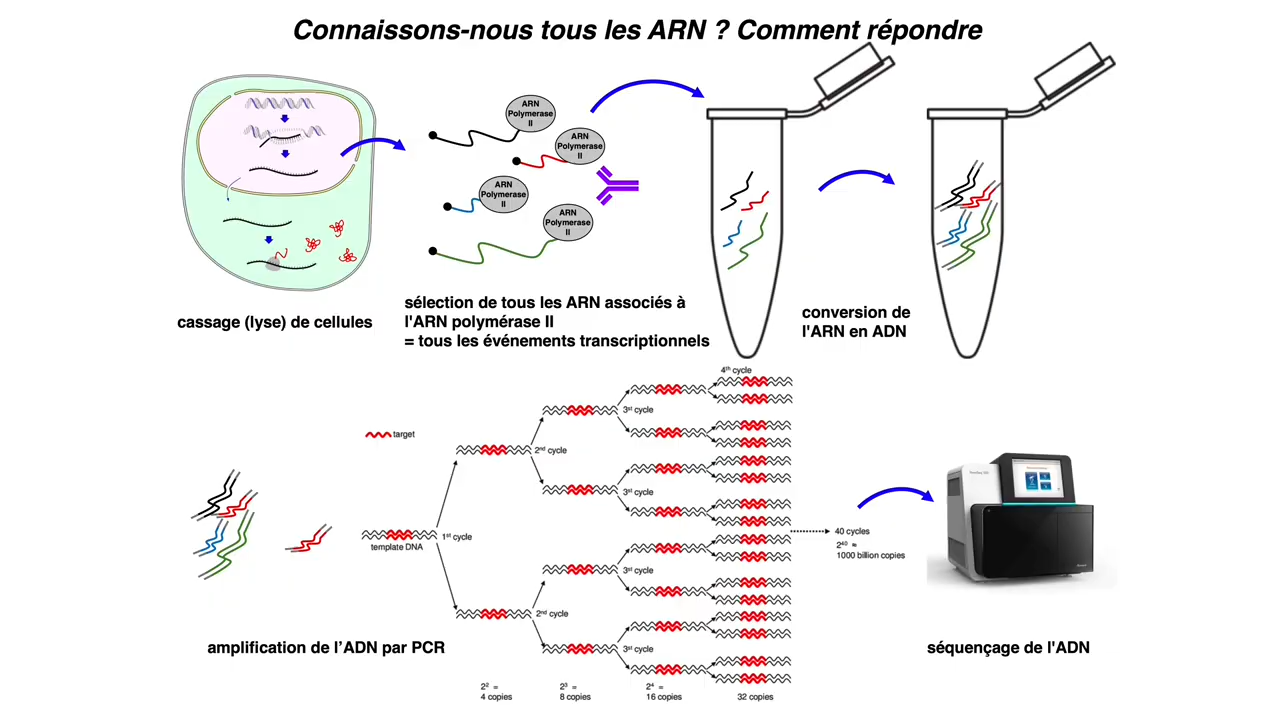 Connaissons-nous tous les ARN ? Comment répondre
ARN
Polymerase
II
ARN
Polymerase
II
ARN
Polymerase
II
ARN
Polymerase
II
cassage (lyse) de cellules
sélection de tous les ARN associés à
l'ARN polymérase II
= tous les événements transcriptionnels
conversion de
l'ARN en ADN
target
template DNA
1st cycle
2nd cycle
2nd cycle
3st cycle
3st cycle
3st cycle
3st cycle
4th cycle
40 cycles
2⁴⁰ =
1000 billion copies
amplification de l’ADN par PCR
séquençage de l'ADN
2² =
4 copies
2³ =
8 copies
2⁴ =
16 copies
32 copies